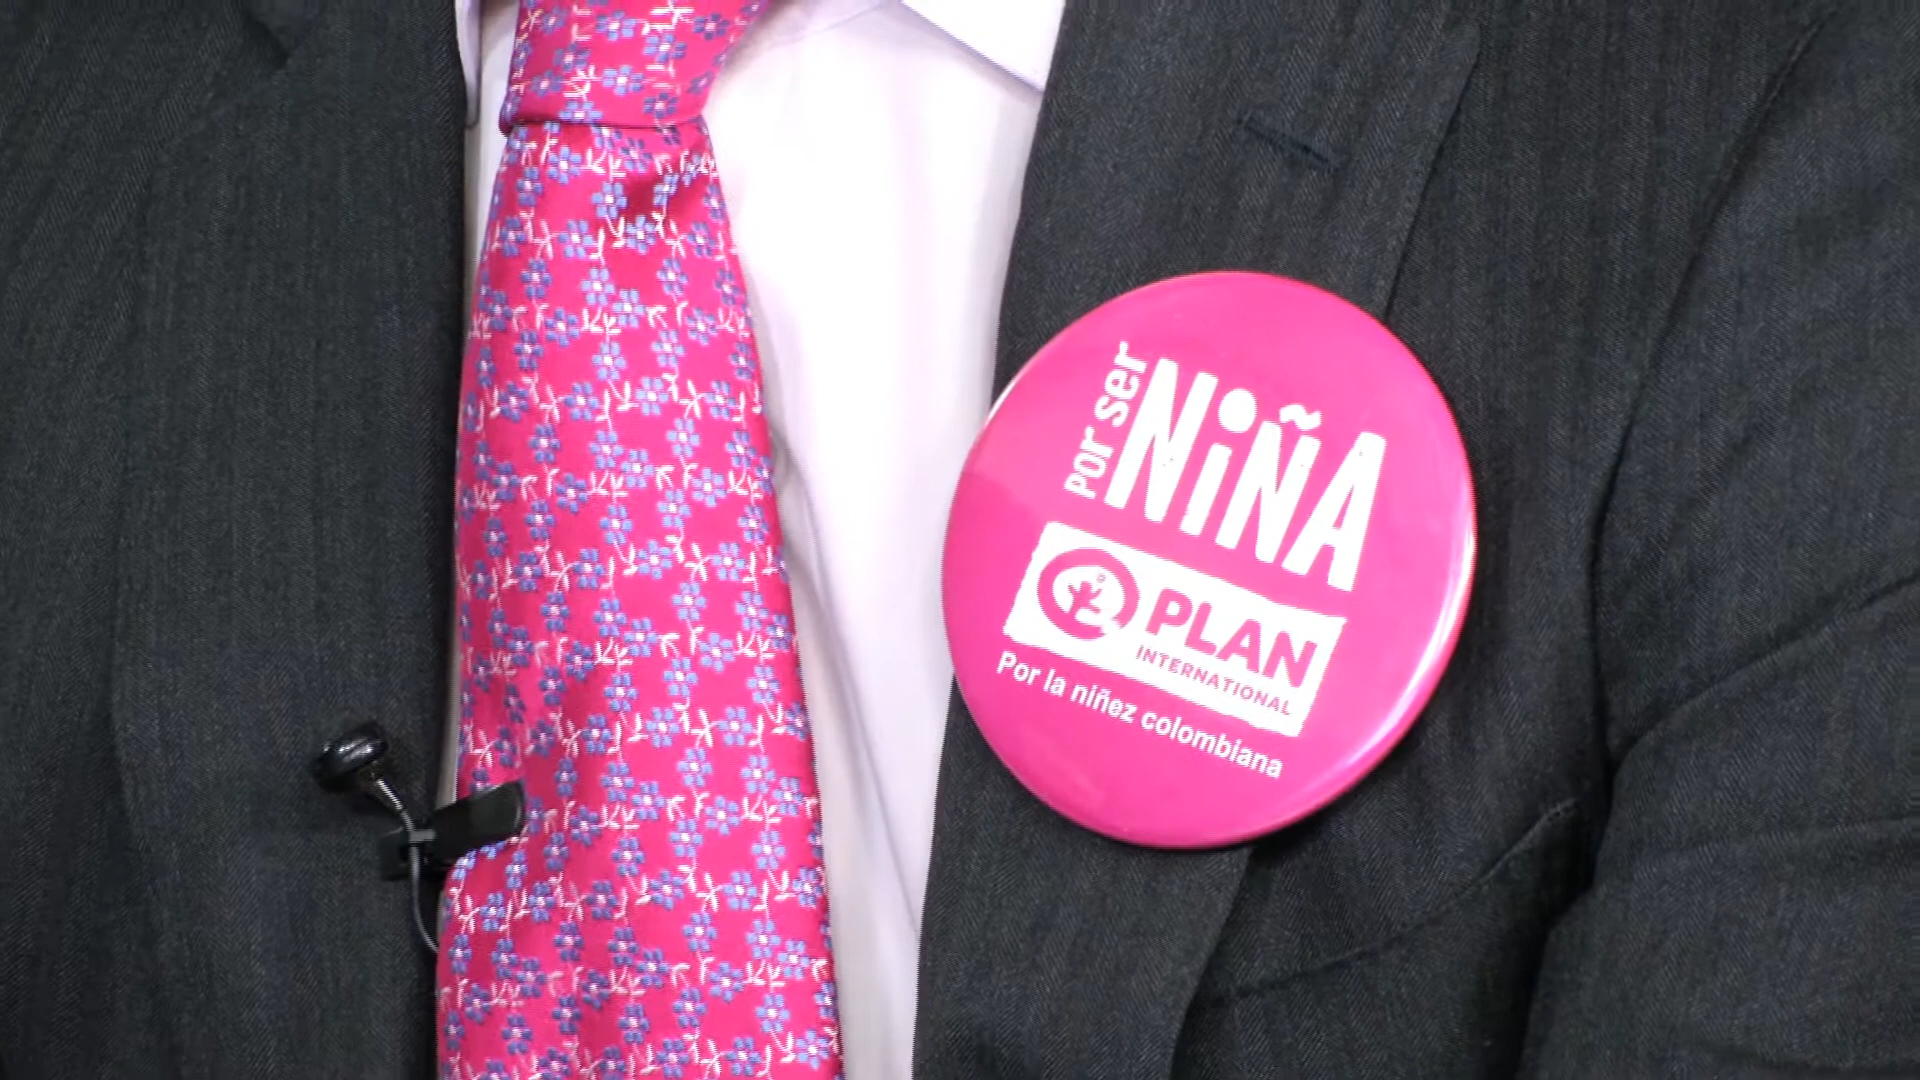 por ser
NiÑA
PLAN
INTERNATIONAL
Por la niñez colombiana